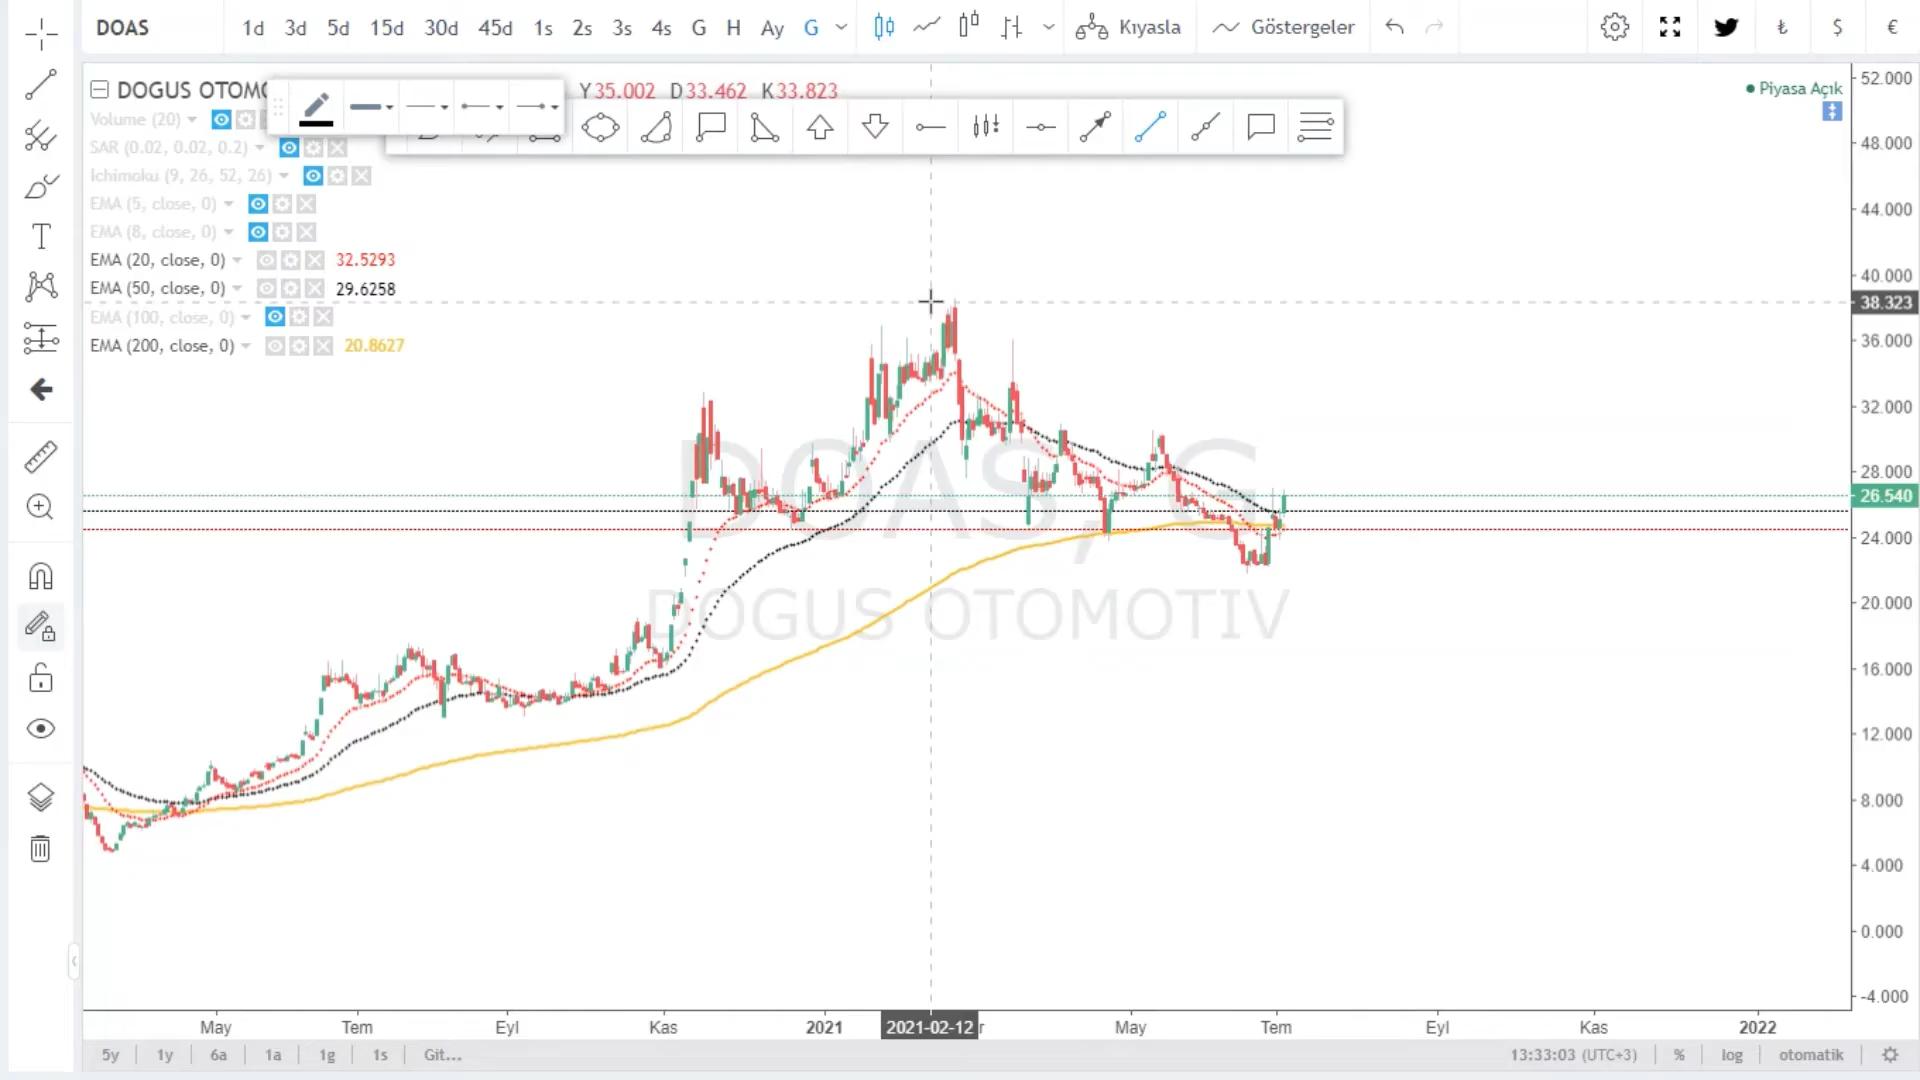 DOAS 1d 3d 5d 15d 30d 45d 1s 2s 3s 4s G H Ay G Kıyasla Göstergeler ₺ $ €
DOGUS OTOMO Y35.002 D33.462 K33.823
Piyasa Açık
Volume (20)
SAR (0.02, 0.02, 0.2)
Ichimoku (9, 26, 52, 26)
EMA (5, close, 0)
EMA (8, close, 0)
EMA (20, close, 0) 32.5293
EMA (50, close, 0) 29.6258
EMA (100, close, 0)
EMA (200, close, 0) 20.8627
52.000
48.000
44.000
40.000
38.323
36.000
32.000
28.000
26.540
24.000
20.000
16.000
12.000
8.000
4.000
0.000
-4.000
DOAS, G
DOGUS OTOMOTIV
May Tem Eyl Kas 2021 2021-02-12 r May Tem Eyl Kas 2022
5y 1y 6a 1a 1g 1s Git... 13:33:03 (UTC+3) % log otomatik